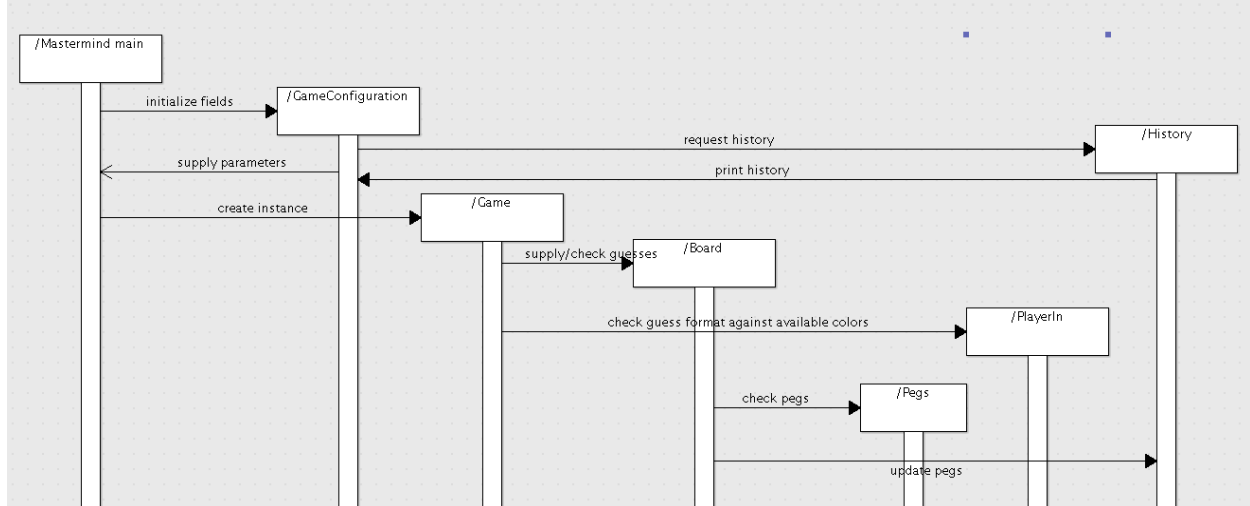 /Mastermind main
initialize fields
/GameConfiguration
request history
/History
supply parameters
print history
create instance
/Game
supply/check guesses
/Board
check guess format against available colors
/PlayerIn
check pegs
/Pegs
update pegs